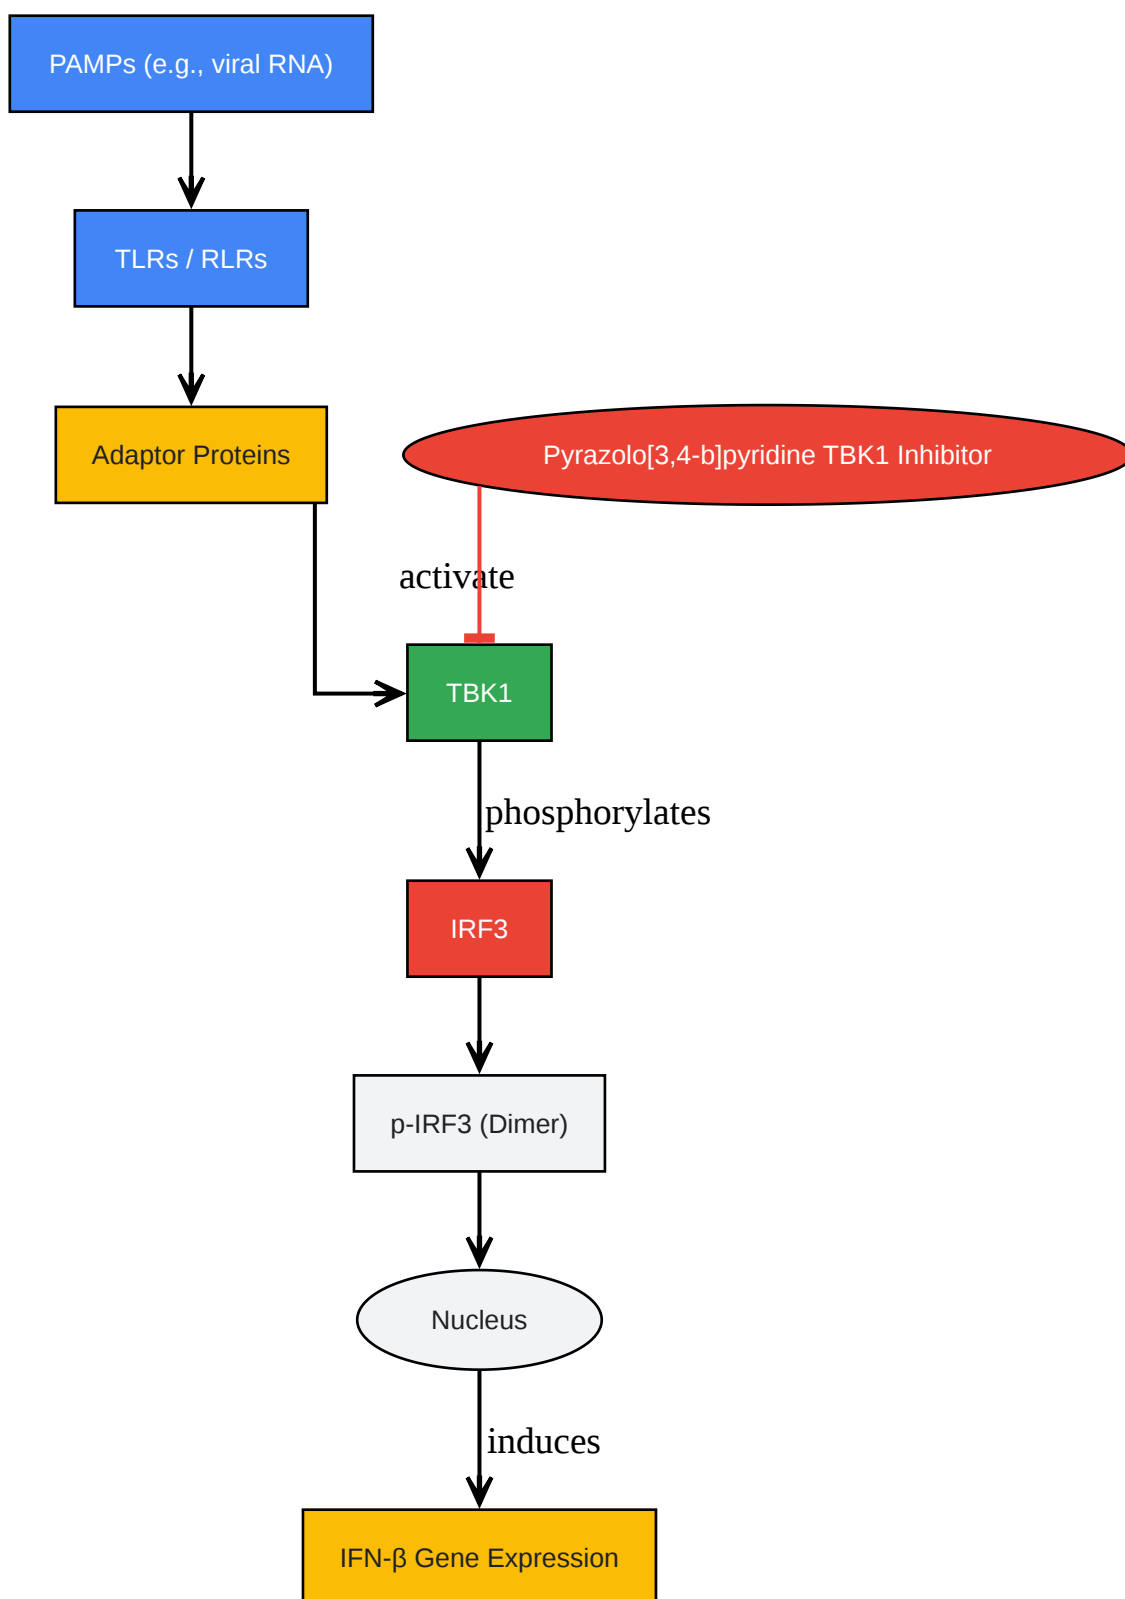 PAMPs (e.g., viral RNA)
TLRs / RLRs
Adaptor Proteins
Pyrazolo[3,4-b]pyridine TBK1 Inhibitor
activate
TBK1
phosphorylates
IRF3
p-IRF3 (Dimer)
Nucleus
induces
IFN-β Gene Expression